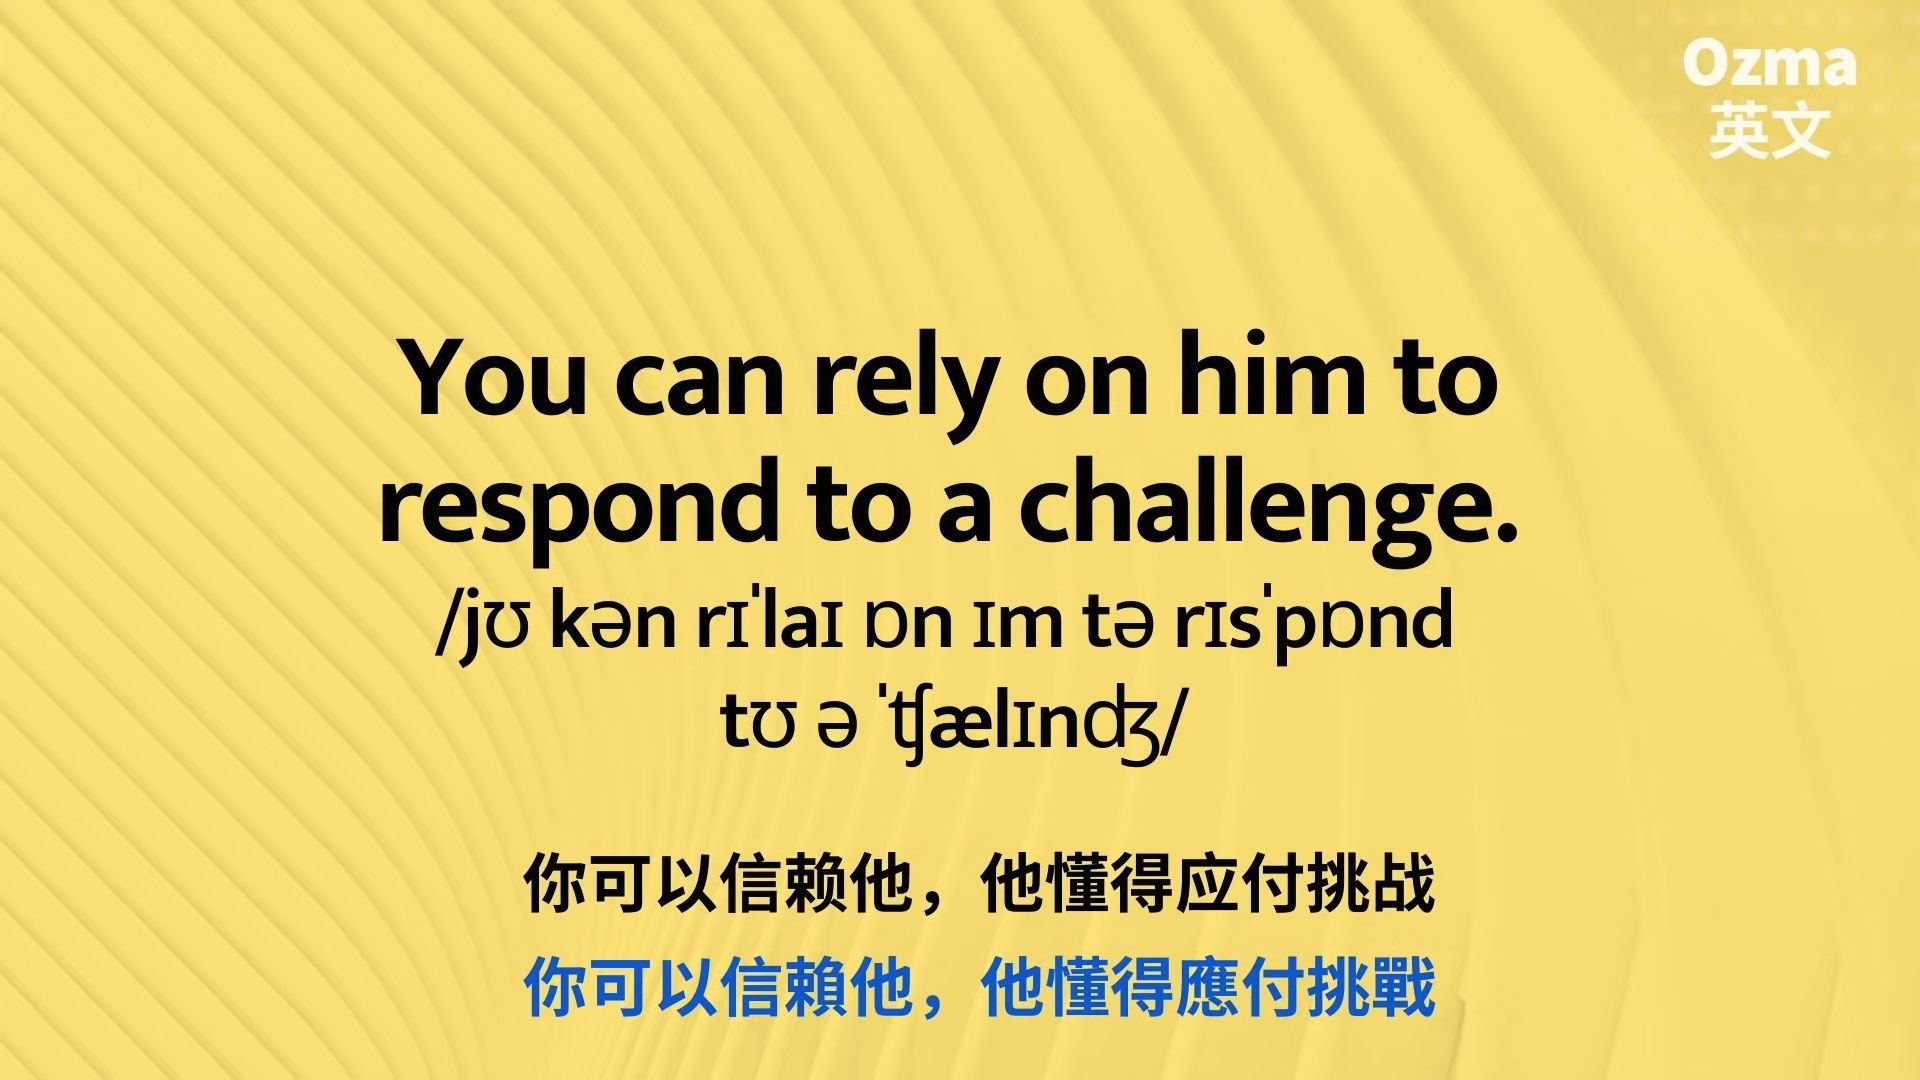 Ozma
英文
You can rely on him to
respond to a challenge.
/jʊ kən rɪˈlaɪ ɒn ɪm tə rɪsˈpɒnd
tʊ ə ˈʧælɪnʤ/
你可以信赖他，他懂得应付挑战
你可以信賴他，他懂得應付挑戰